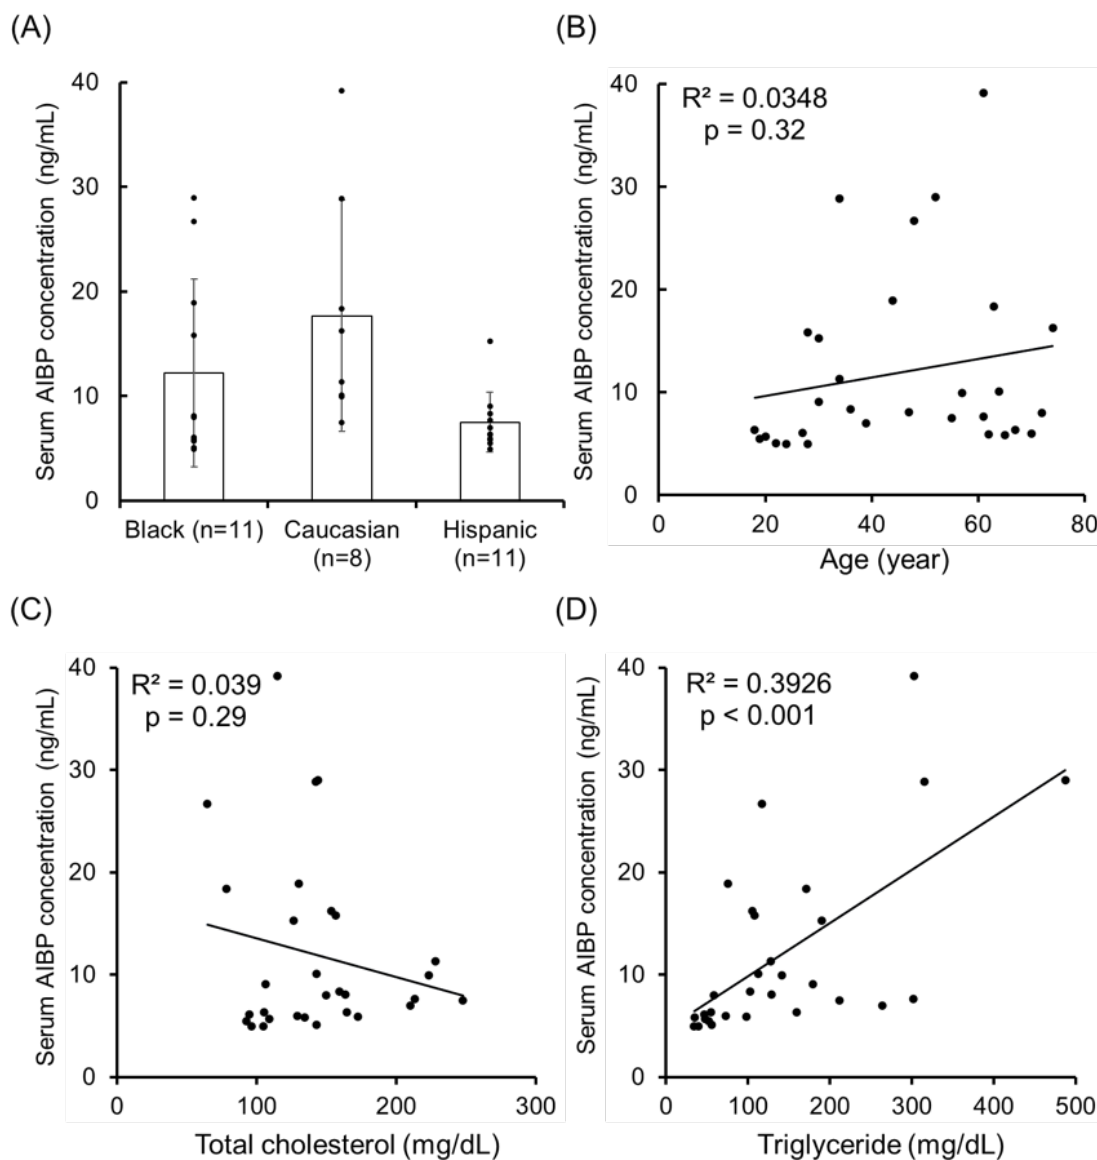 (A)
Serum AIBP concentration (ng/mL)
40
30
20
10
0
Black (n=11)
Caucasian
(n=8)
Hispanic
(n=11)
(B)
Serum AIBP concentration (ng/mL)
R² = 0.0348
p = 0.32
40
30
20
10
0
0 20 40 60 80
Age (year)
(C)
Serum AIBP concentration (ng/mL)
R² = 0.039
p = 0.29
40
30
20
10
0
0 100 200 300
Total cholesterol (mg/dL)
(D)
Serum AIBP concentration (ng/mL)
R² = 0.3926
p < 0.001
40
30
20
10
0
0 100 200 300 400 500
Triglyceride (mg/dL)